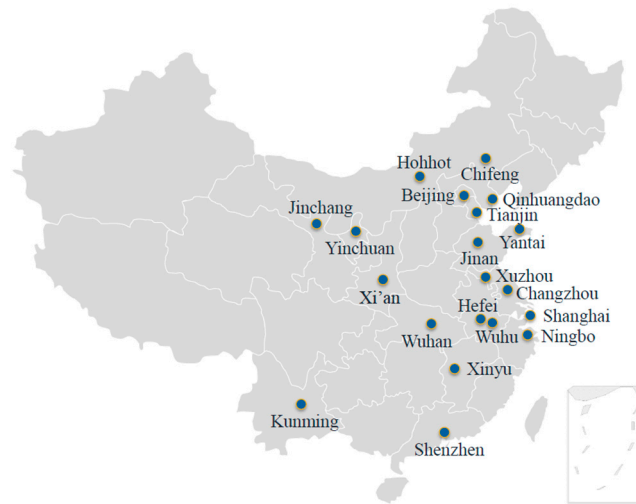 Hohhot
Chifeng
Beijing
Qinhuangdao
Jinchang
Tianjin
Yinchuan
Yantai
Jinan
Xuzhou
Xi'an
Changzhou
Hefei
Shanghai
Wuhan
Wuhu
Ningbo
Xinyu
Kunming
Shenzhen